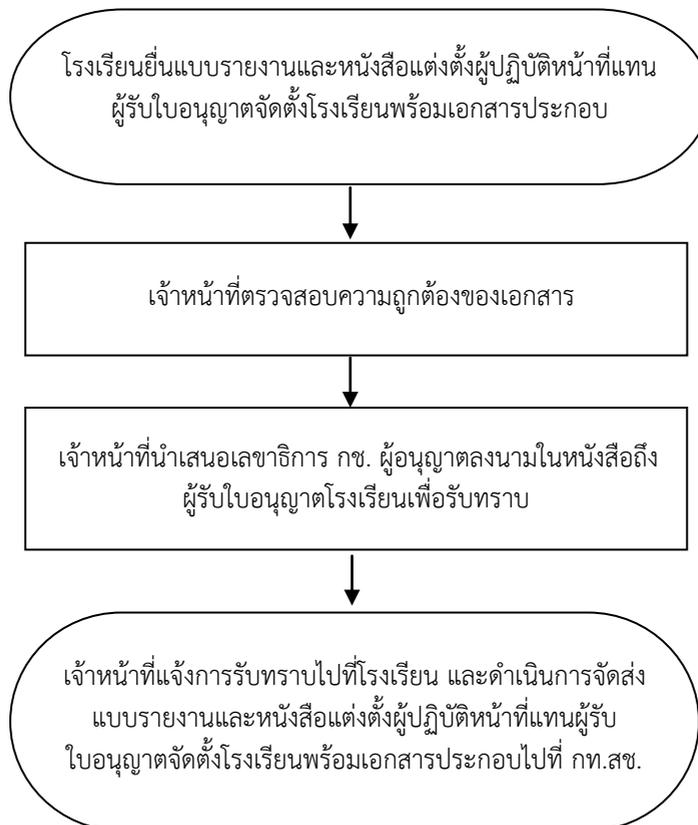 โรงเรียนยื่นแบบรายงานและหนังสือแต่งตั้งผู้ปฏิบัติหน้าที่แทน
ผู้รับใบอนุญาตจัดตั้งโรงเรียนพร้อมเอกสารประกอบ
เจ้าหน้าที่ตรวจสอบความถูกต้องของเอกสาร
เจ้าหน้าที่นำเสนอเลขาธิการ กช. ผู้อนุญาตลงนามในหนังสือถึง
ผู้รับใบอนุญาตโรงเรียนเพื่อรับทราบ
เจ้าหน้าที่แจ้งการรับทราบไปที่โรงเรียน และดำเนินการจัดส่ง
แบบรายงานและหนังสือแต่งตั้งผู้ปฏิบัติหน้าที่แทนผู้รับ
ใบอนุญาตจัดตั้งโรงเรียนพร้อมเอกสารประกอบไปที่ กท.สช.